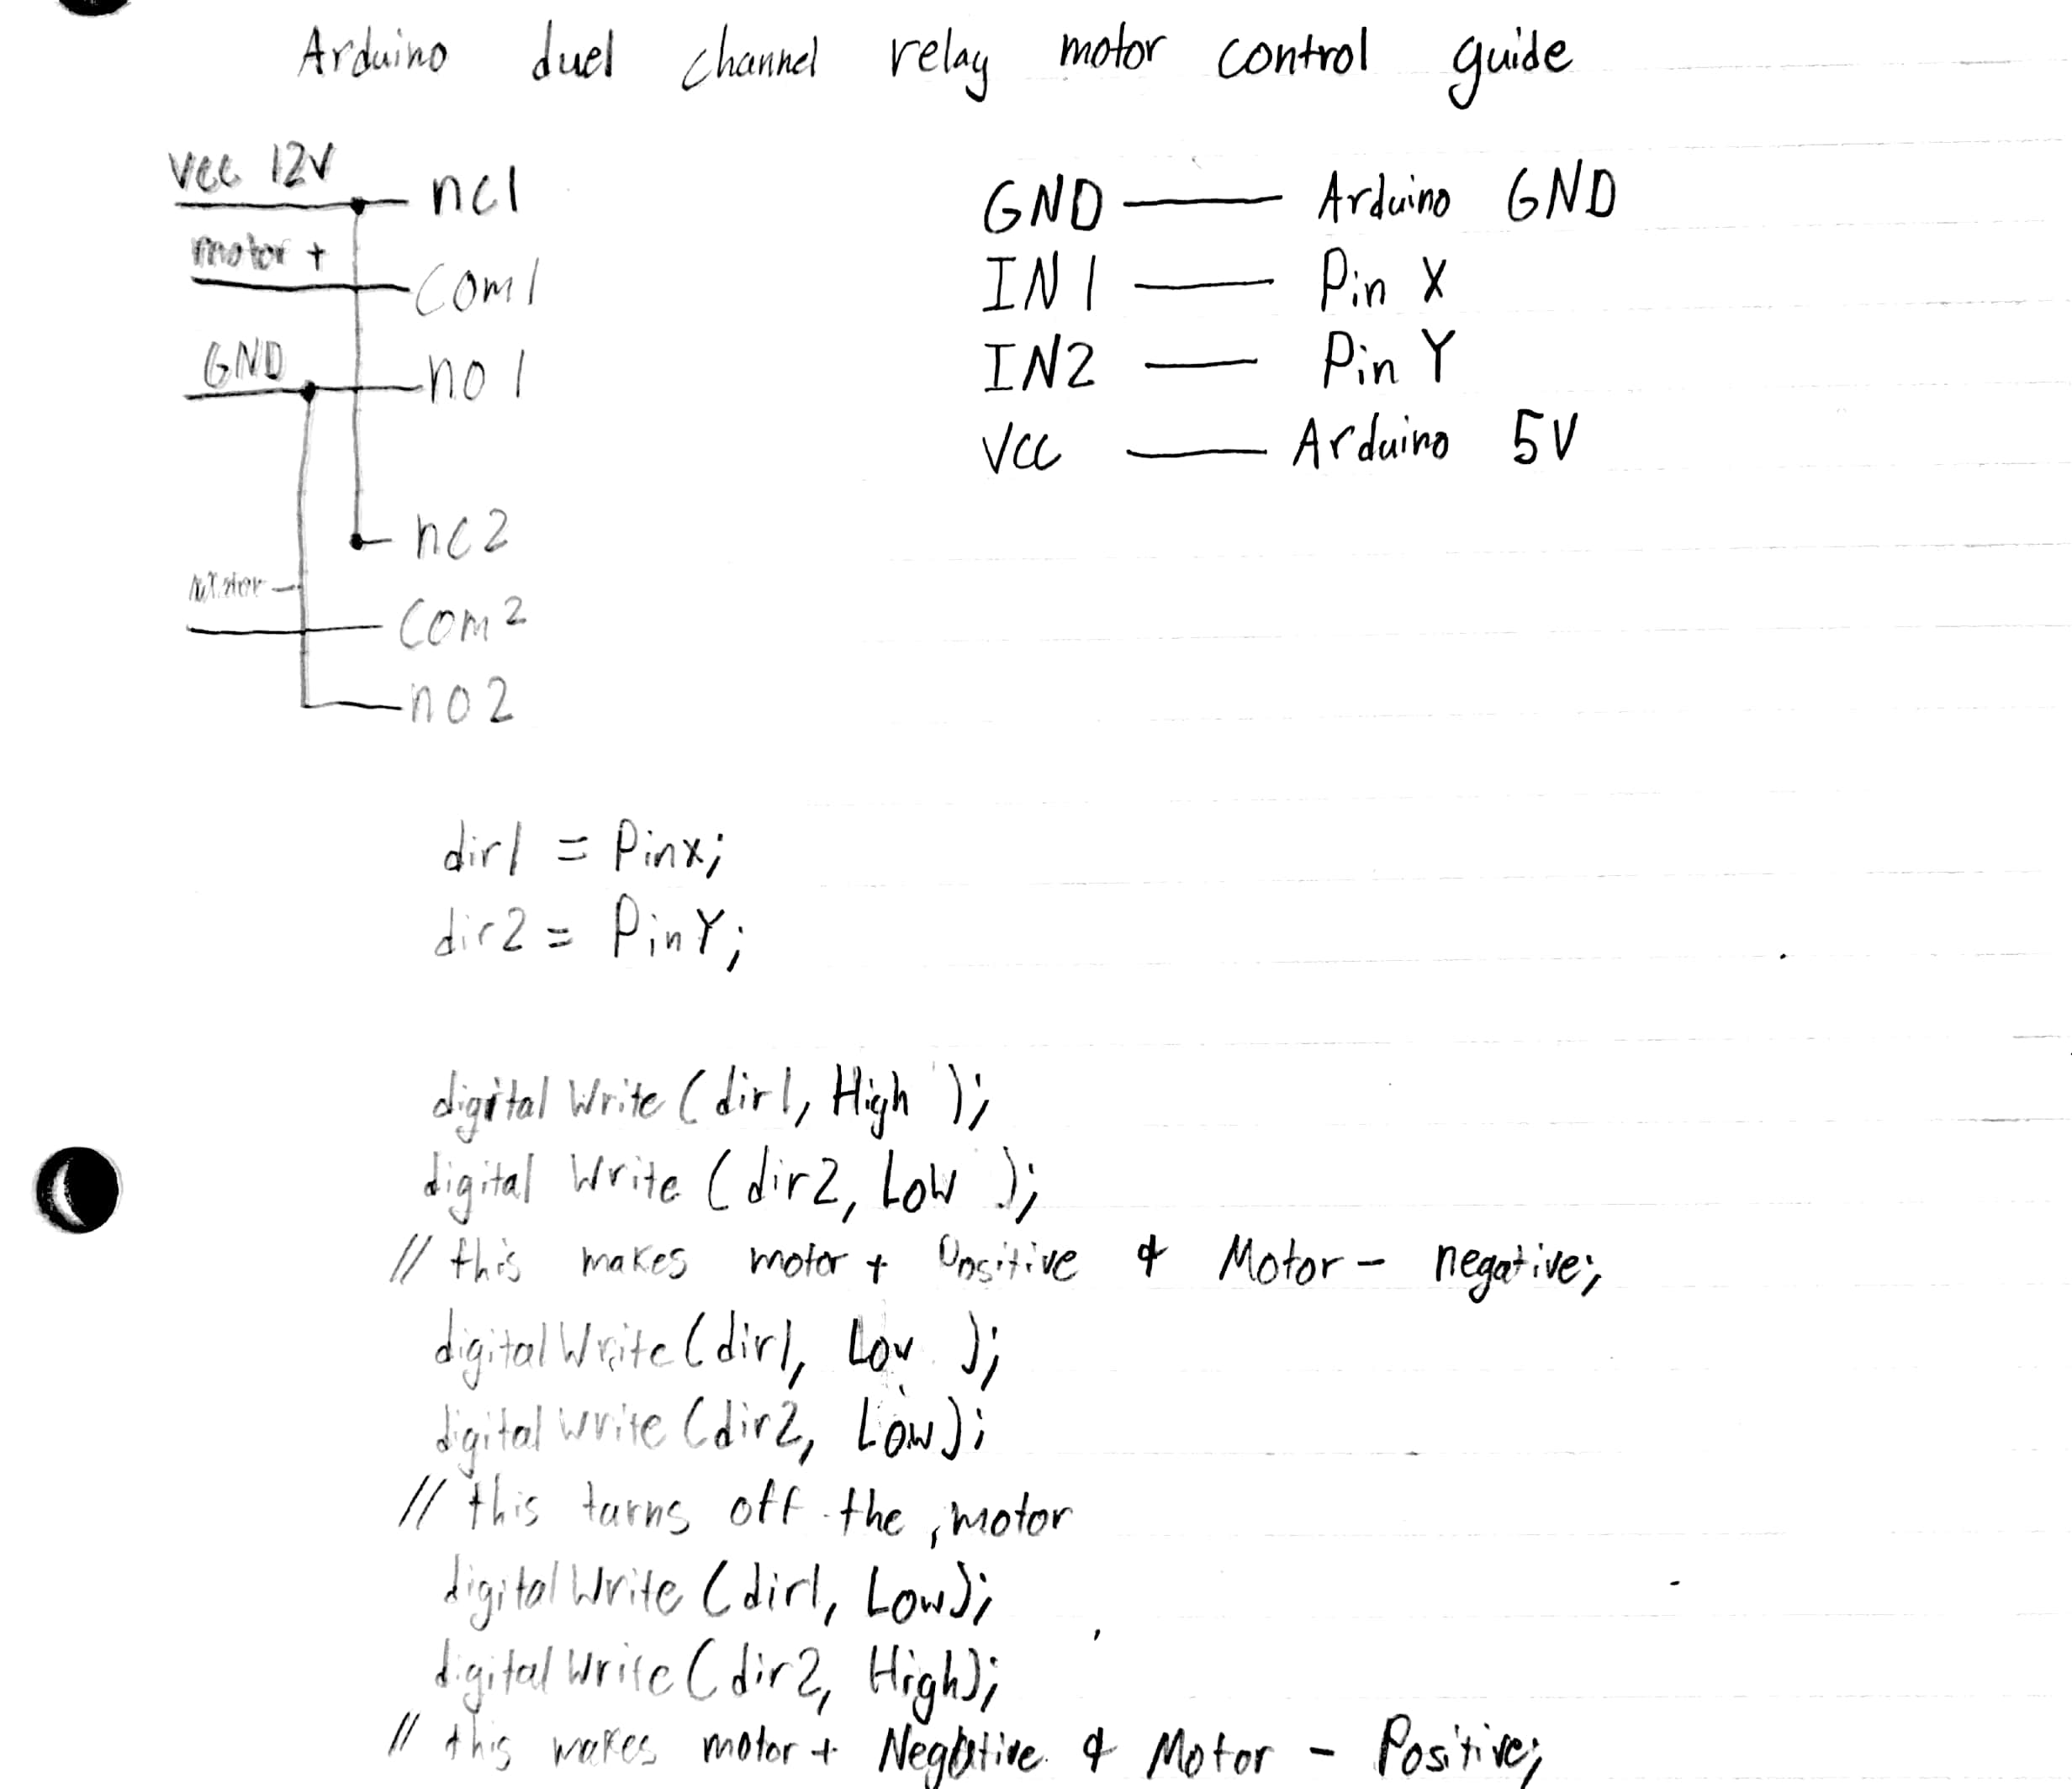 Arduino duel channel relay motor control guide
vcc 12V
nc1
motor +
Com1
GND
no1
nc2
motor -
Com2
no2
GND — Arduino GND
IN1 — Pin X
IN2 — Pin Y
VCC — Arduino 5V
dir1 = Pinx;
dir2 = PinY;
digital Write (dir1, High );
digital Write (dir2, Low );
// this makes motor + Positive & Motor - negative;
digital Write (dir1, Low );
digital write (dir2, Low);
// this turns off the motor
digital Write (dir1, Low);
digital Write (dir2, High);
// this makes motor + Negative & Motor - Positive;